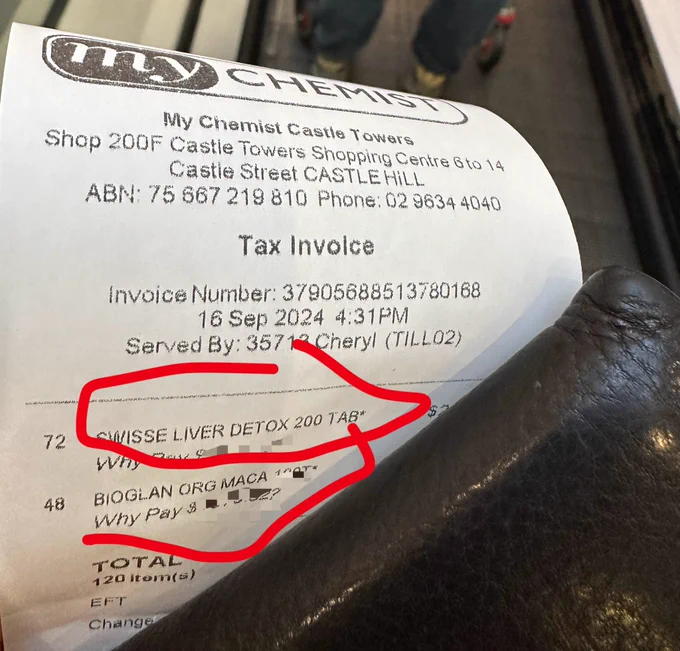 my CHEMIST
My Chemist Castle Towers
Shop 200F Castle Towers Shopping Centre 6 to 14
Castle Street CASTLE HILL
ABN: 75 667 219 810 Phone: 02 9634 4040
Tax Invoice
Invoice Number: 37905688513780168
16 Sep 2024 4:31PM
Served By: 35712 Cheryl (TILL02)
72 SWISSE LIVER DETOX 200 TAB*
Why Pay $
48 BIOGLAN ORG MACA
Why Pay $
TOTAL
120 item(s)
EFT
Change